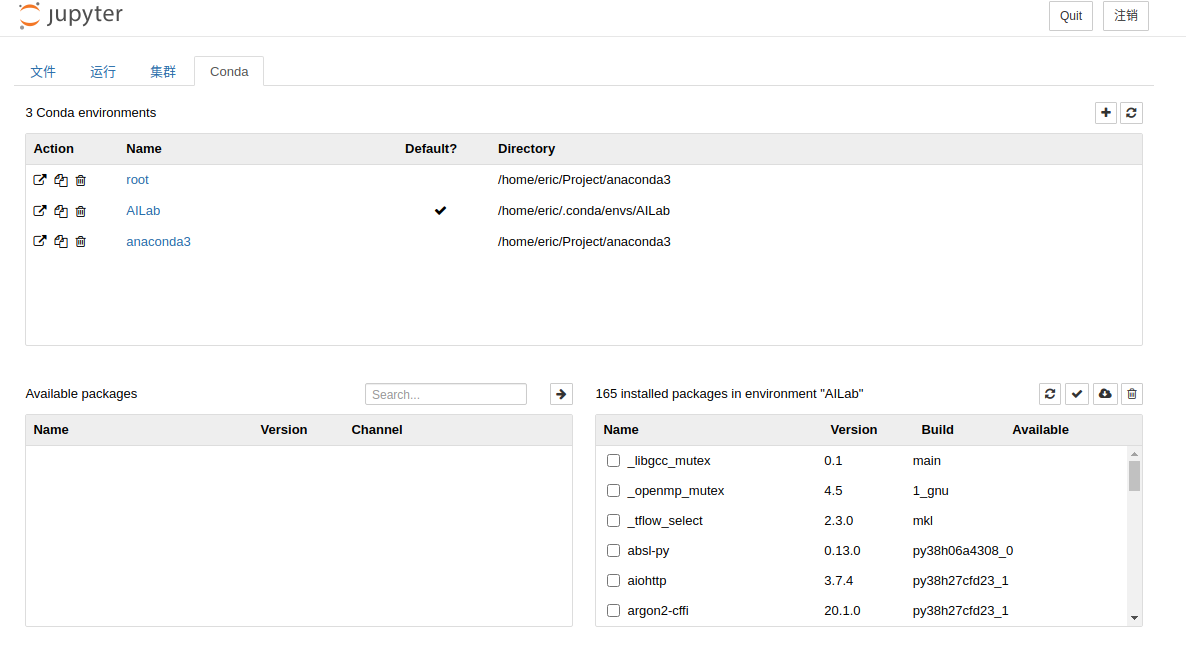 jupyter
Quit 注销
文件 运行 集群 Conda
3 Conda environments
Action Name Default? Directory
root /home/eric/Project/anaconda3
AILab /home/eric/.conda/envs/AILab
anaconda3 /home/eric/Project/anaconda3
Available packages Search...
165 installed packages in environment "AILab"
Name Version Channel
Name Version Build Available
_libgcc_mutex 0.1 main
_openmp_mutex 4.5 1_gnu
_tflow_select 2.3.0 mkl
absl-py 0.13.0 py38h06a4308_0
aiohttp 3.7.4 py38h27cfd23_1
argon2-cffi 20.1.0 py38h27cfd23_1